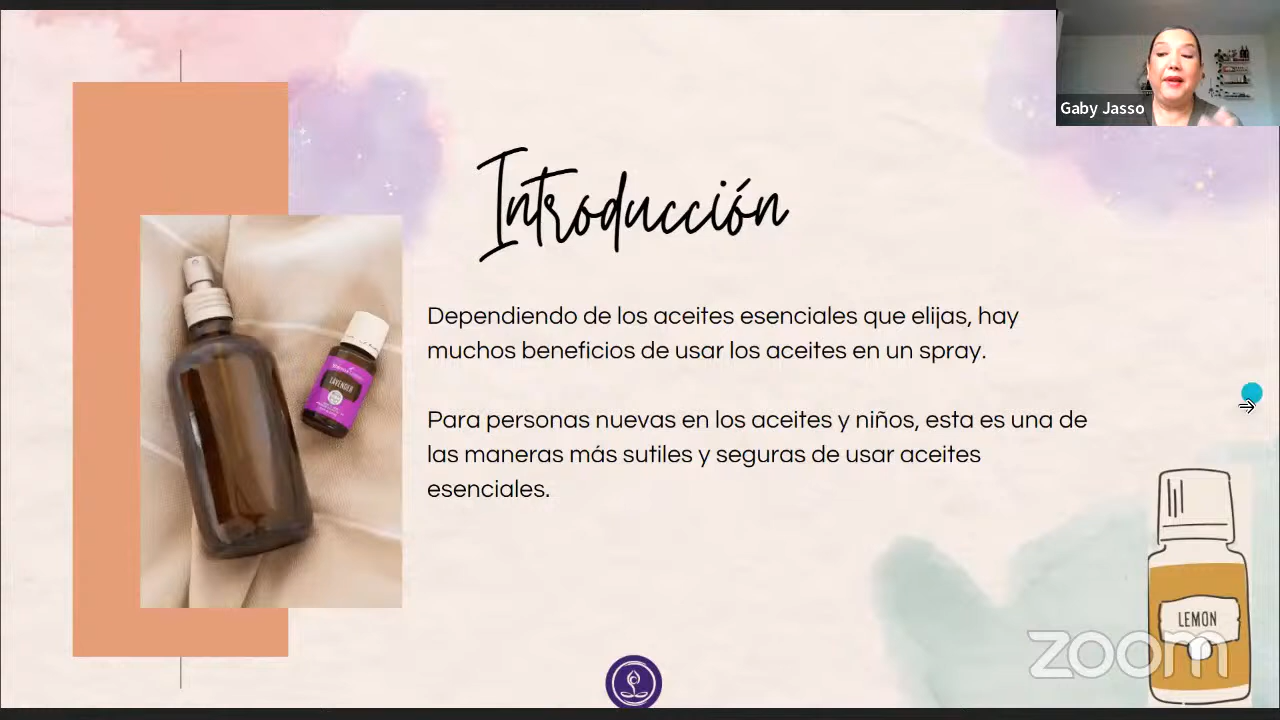 Gaby Jasso
Introducción
Dependiendo de los aceites esenciales que elijas, hay
muchos beneficios de usar los aceites en un spray.
Para personas nuevas en los aceites y niños, esta es una de
las maneras más sutiles y seguras de usar aceites
esenciales.
LAVENDER
LEMON
zoom